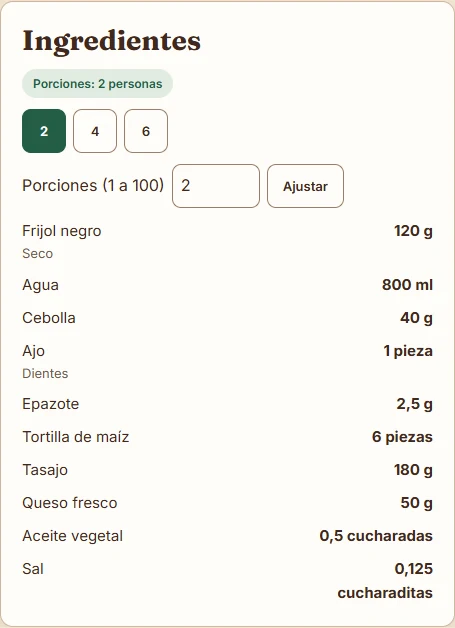 Ingredientes
Porciones: 2 personas
2 4 6
Porciones (1 a 100) 2 Ajustar
Frijol negro 120 g
Seco
Agua 800 ml
Cebolla 40 g
Ajo 1 pieza
Dientes
Epazote 2,5 g
Tortilla de maíz 6 piezas
Tasajo 180 g
Queso fresco 50 g
Aceite vegetal 0,5 cucharadas
Sal 0,125
cucharaditas